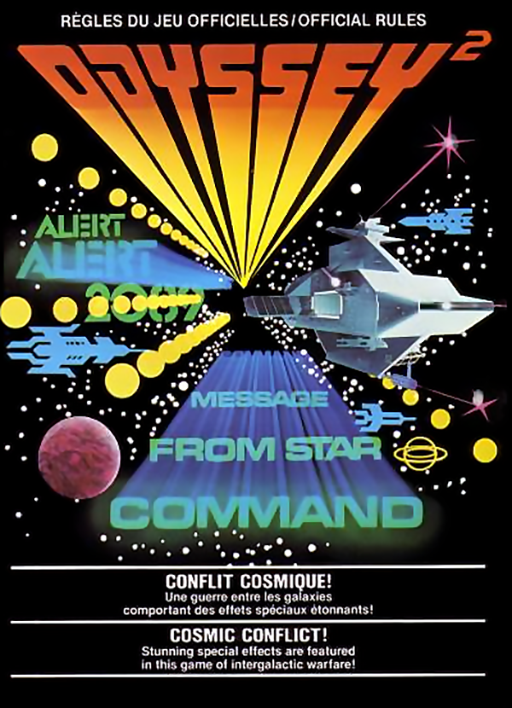 RÈGLES DU JEU OFFICIELLES/OFFICIAL RULES
ODYSSEY²
ALERT
ALERT
2089
MESSAGE
FROM STAR
COMMAND
CONFLIT COSMIQUE!
Une guerre entre les galaxies
comportant des effets spéciaux étonnants!
COSMIC CONFLICT!
Stunning special effects are featured
in this game of intergalactic warfare!